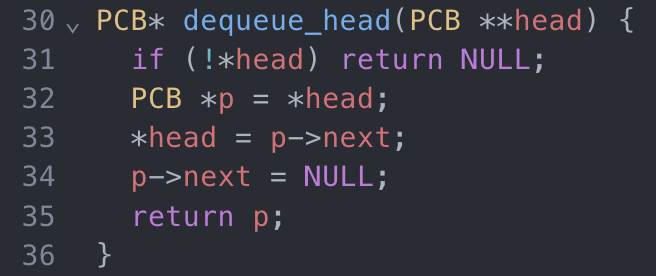 30 PCB* dequeue_head(PCB **head) {
31 if (!*head) return NULL;
32 PCB *p = *head;
33 *head = p->next;
34 p->next = NULL;
35 return p;
36 }